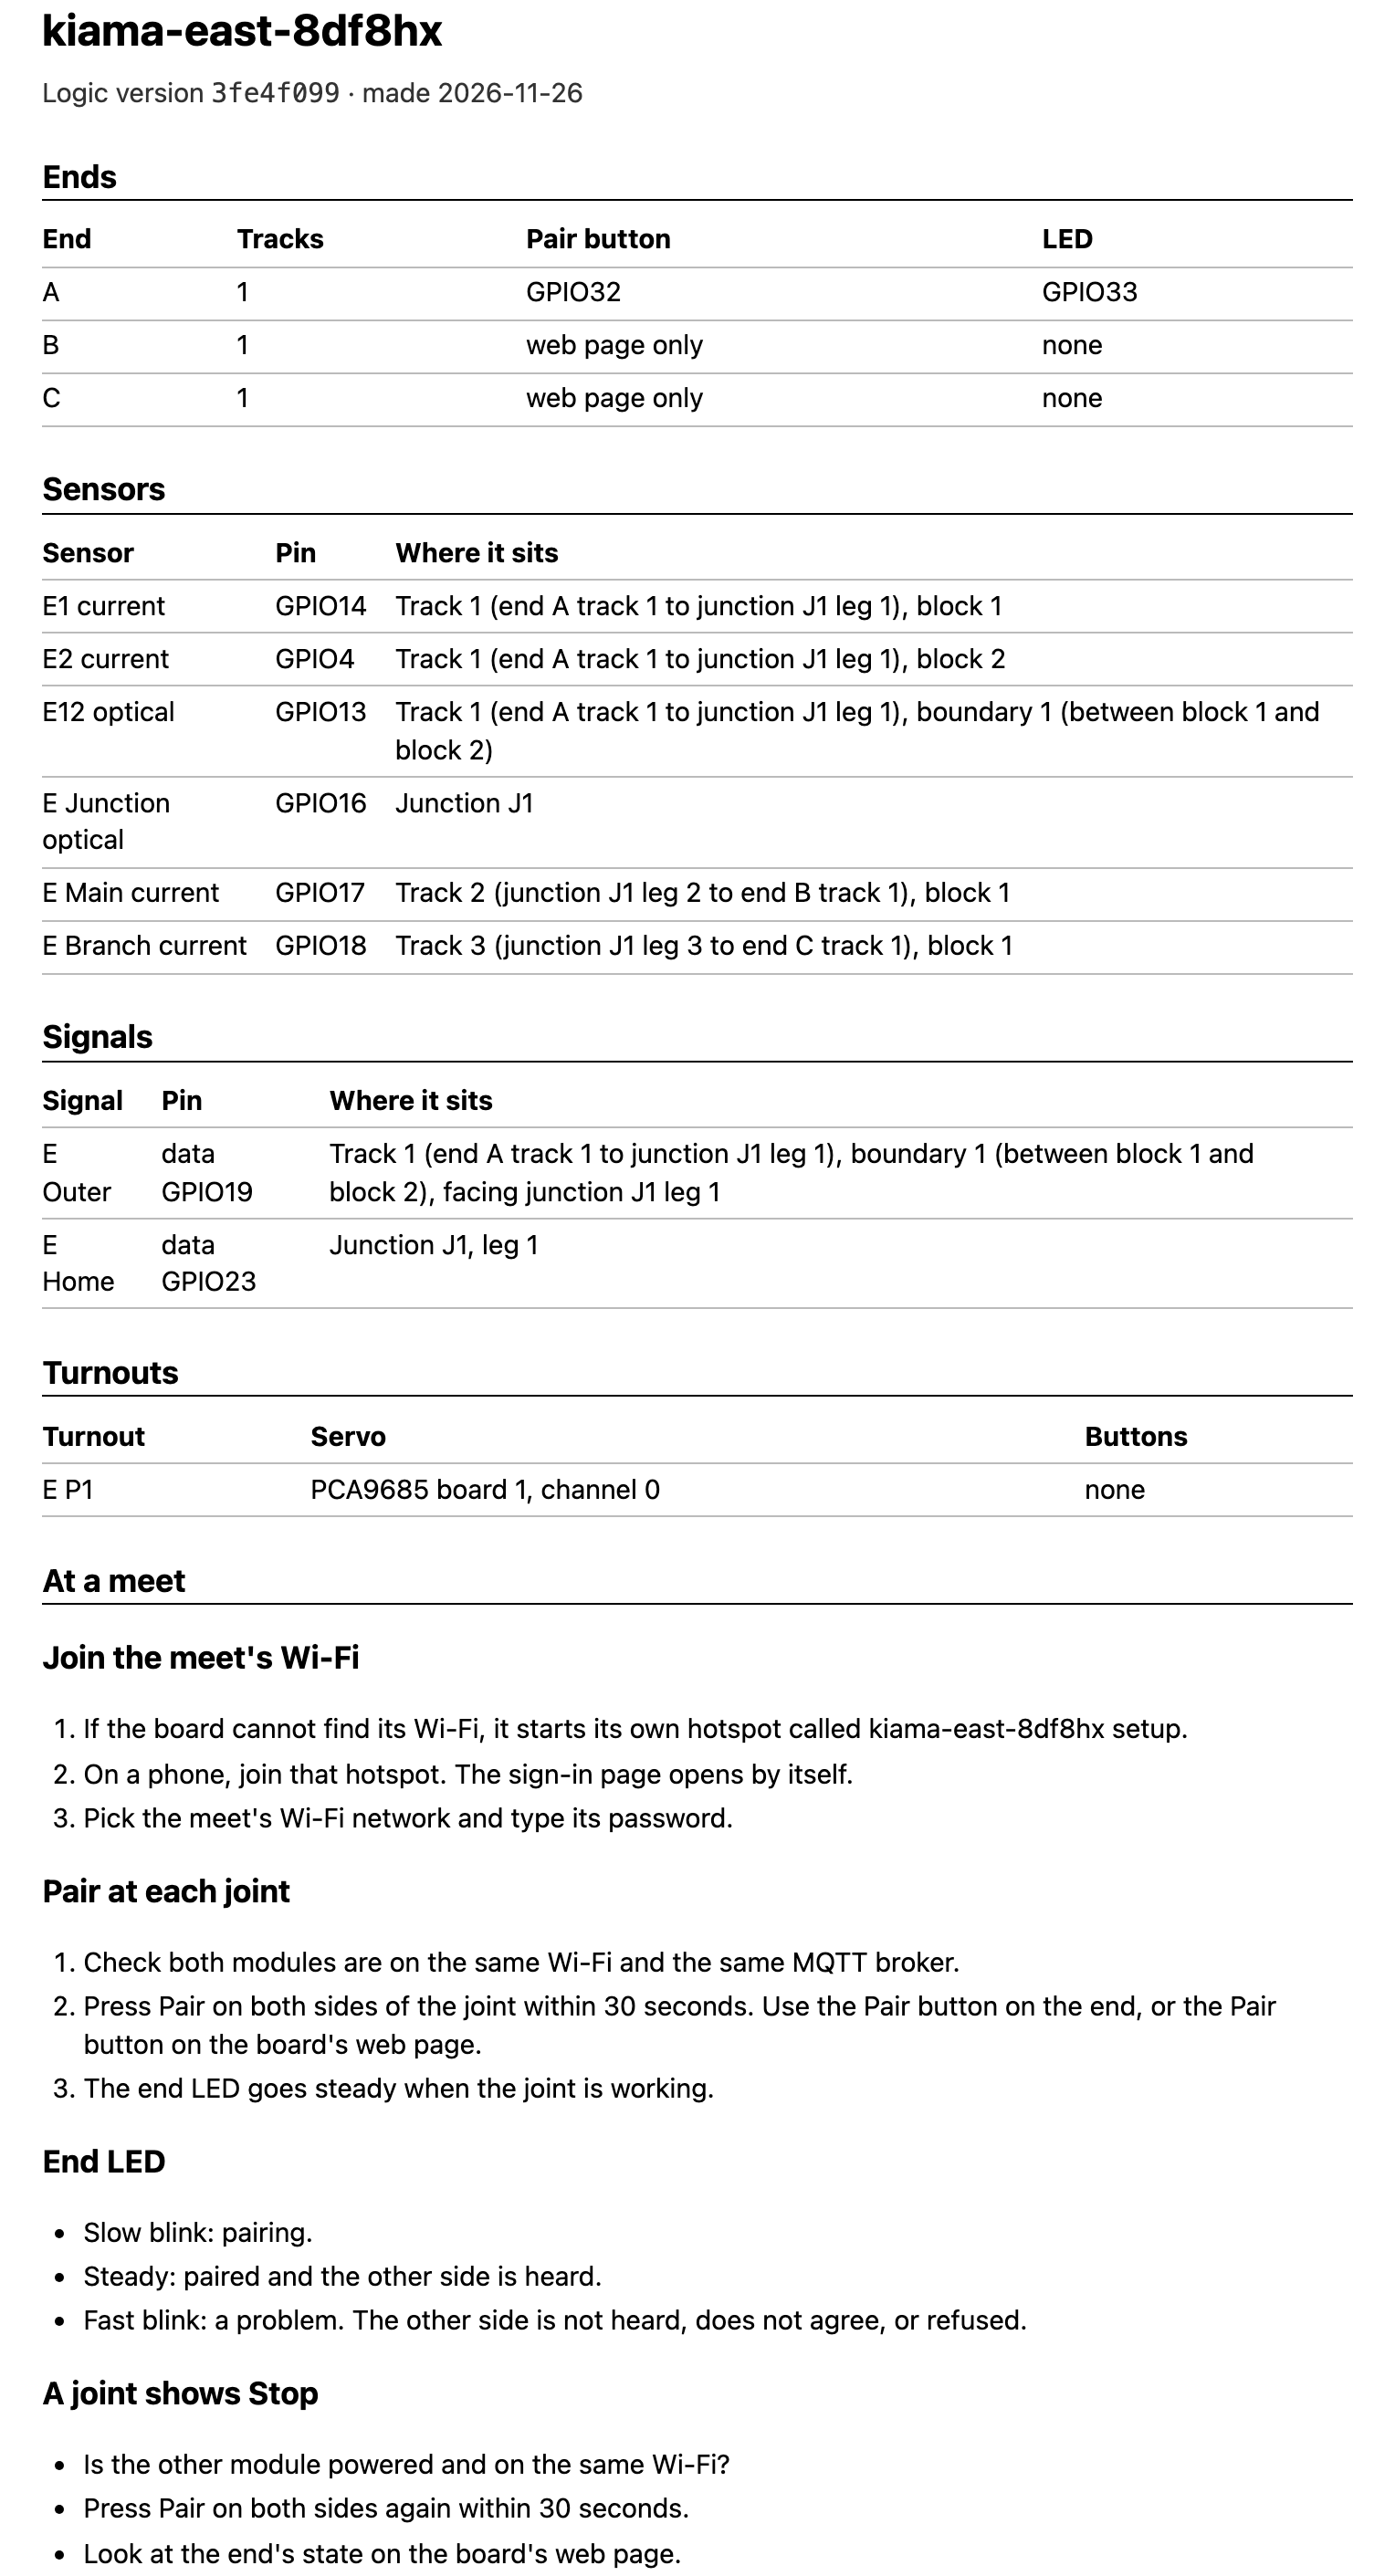 kiama-east-8df8hx
Logic version 3fe4f099 · made 2026-11-26
Ends
End Tracks Pair button LED
A 1 GPIO32 GPIO33
B 1 web page only none
C 1 web page only none
Sensors
Sensor Pin Where it sits
E1 current GPIO14 Track 1 (end A track 1 to junction J1 leg 1), block 1
E2 current GPIO4 Track 1 (end A track 1 to junction J1 leg 1), block 2
E12 optical GPIO13 Track 1 (end A track 1 to junction J1 leg 1), boundary 1 (between block 1 and
block 2)
E Junction GPIO16 Junction J1
optical
E Main current GPIO17 Track 2 (junction J1 leg 2 to end B track 1), block 1
E Branch current GPIO18 Track 3 (junction J1 leg 3 to end C track 1), block 1
Signals
Signal Pin Where it sits
E data Track 1 (end A track 1 to junction J1 leg 1), boundary 1 (between block 1 and
Outer GPIO19 block 2), facing junction J1 leg 1
E data Junction J1, leg 1
Home GPIO23
Turnouts
Turnout Servo Buttons
E P1 PCA9685 board 1, channel 0 none
At a meet
Join the meet's Wi-Fi
1. If the board cannot find its Wi-Fi, it starts its own hotspot called kiama-east-8df8hx setup.
2. On a phone, join that hotspot. The sign-in page opens by itself.
3. Pick the meet's Wi-Fi network and type its password.
Pair at each joint
1. Check both modules are on the same Wi-Fi and the same MQTT broker.
2. Press Pair on both sides of the joint within 30 seconds. Use the Pair button on the end, or the Pair
button on the board's web page.
3. The end LED goes steady when the joint is working.
End LED
• Slow blink: pairing.
• Steady: paired and the other side is heard.
• Fast blink: a problem. The other side is not heard, does not agree, or refused.
A joint shows Stop
• Is the other module powered and on the same Wi-Fi?
• Press Pair on both sides again within 30 seconds.
• Look at the end's state on the board's web page.